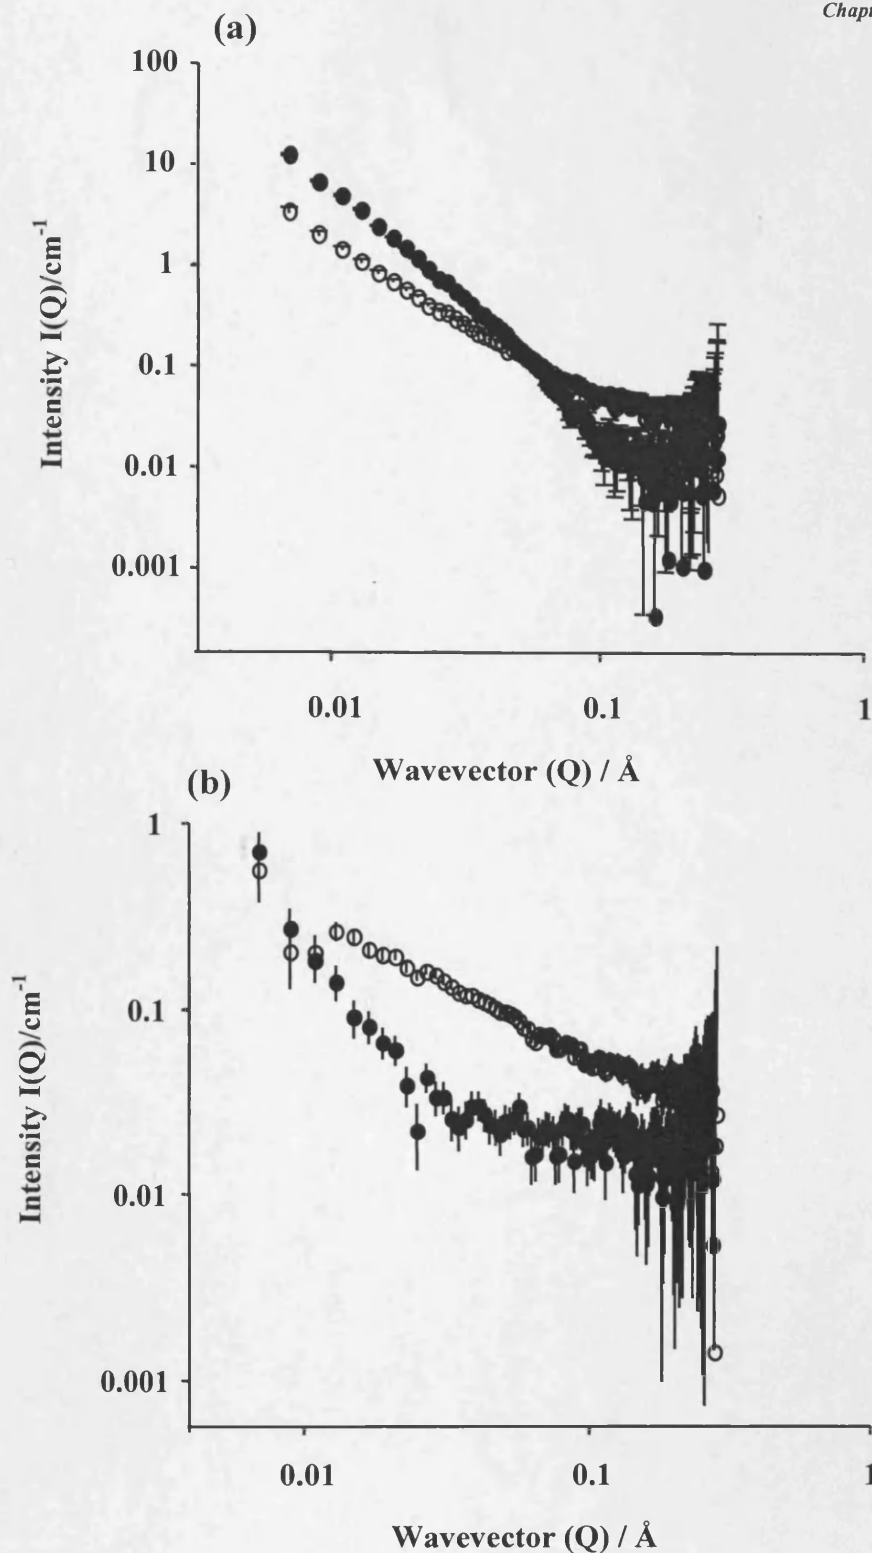 Chapt
(a)
100
10
1
0.1
0.01
0.001
Intensity I(Q)/cm-1
0.01 0.1 1
Wavevector (Q) / Å
(b)
1
0.1
0.01
0.001
Intensity I(Q)/cm-1
0.01 0.1 1
Wavevector (Q) / Å